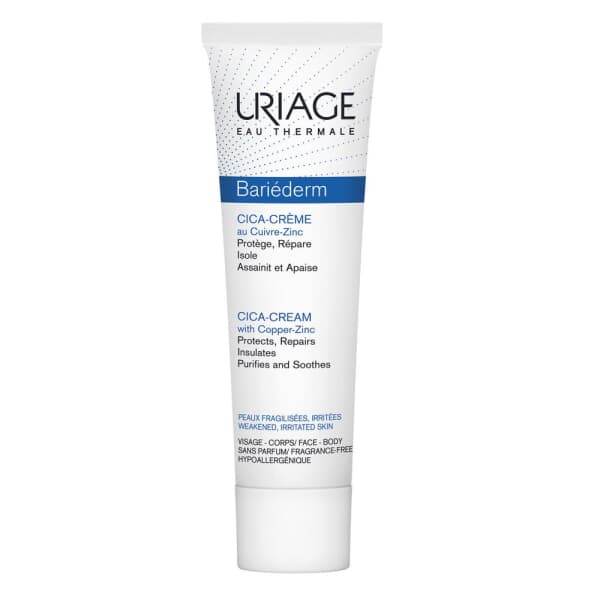 URIAGE
EAU THERMALE
Bariéderm
CICA-CRÈME
au Cuivre-Zinc
Protège, Répare
Isole
Assainit et Apaise
CICA-CREAM
with Copper-Zinc
Protects, Repairs
Insulates
Purifies and Soothes
PEAUX FRAGILISÉES, IRRITÉES
WEAKENED, IRRITATED SKIN
VISAGE - CORPS/ FACE - BODY
SANS PARFUM/ FRAGRANCE-FREE
HYPOALLERGÉNIQUE